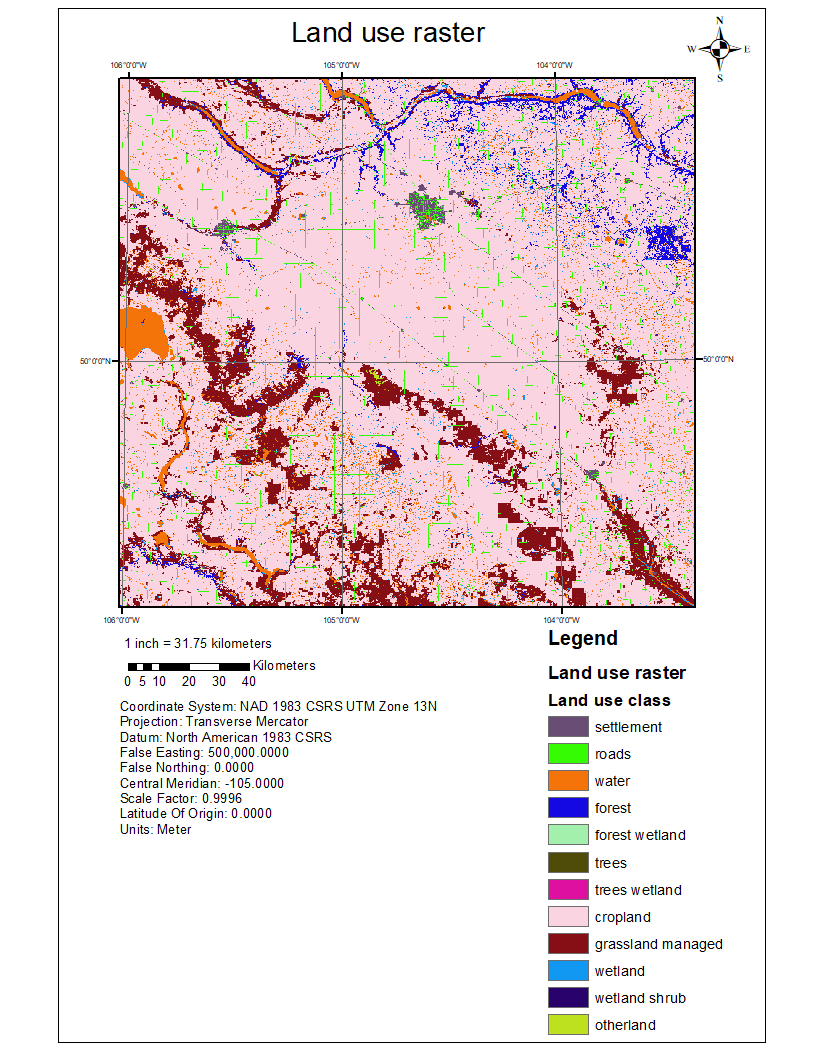 Land use raster
N
W E
S
106°0'0"W 105°0'0"W 104°0'0"W
50°0'0"N 50°0'0"N
106°0'0"W 105°0'0"W 104°0'0"W
1 inch = 31.75 kilometers
Kilometers
0 5 10 20 30 40
Coordinate System: NAD 1983 CSRS UTM Zone 13N
Projection: Transverse Mercator
Datum: North American 1983 CSRS
False Easting: 500,000.0000
False Northing: 0.0000
Central Meridian: -105.0000
Scale Factor: 0.9996
Latitude Of Origin: 0.0000
Units: Meter
Legend
Land use raster
Land use class
settlement
roads
water
forest
forest wetland
trees
trees wetland
cropland
grassland managed
wetland
wetland shrub
otherland